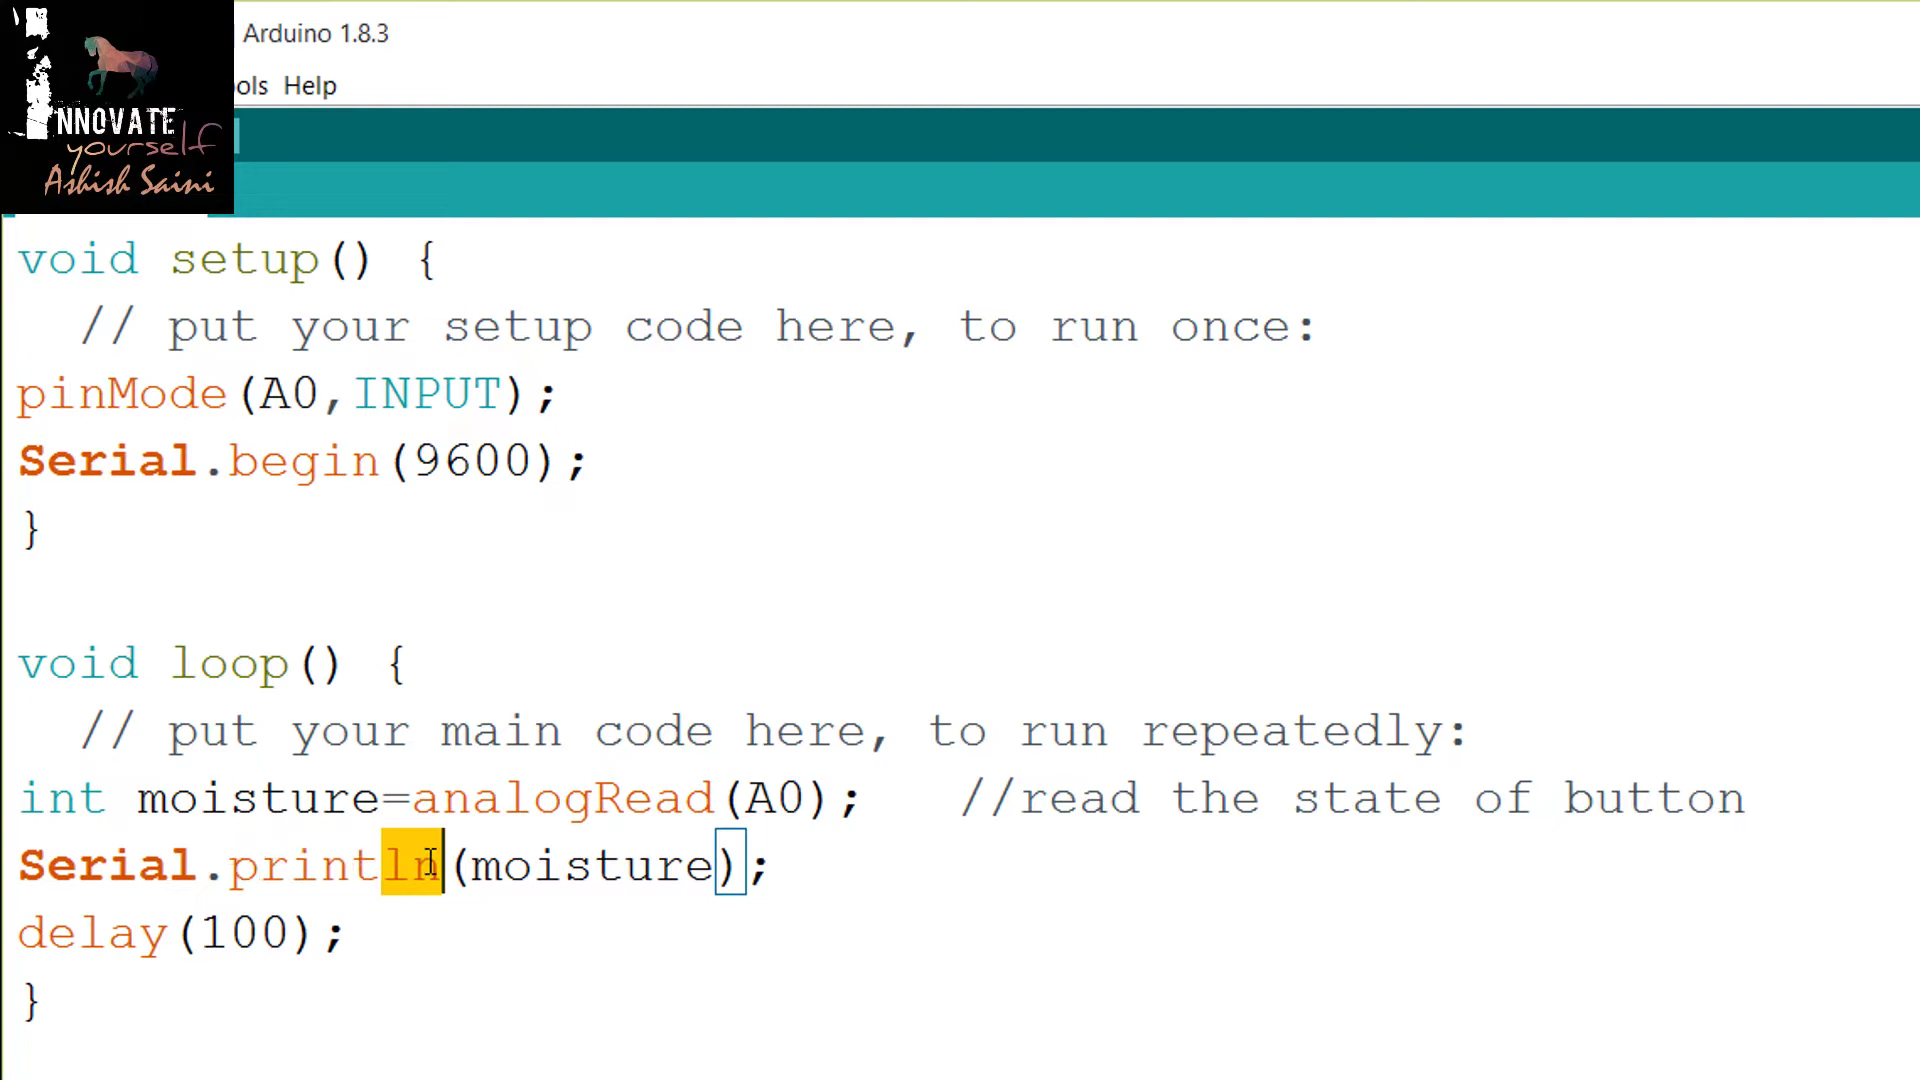 Arduino 1.8.3
ools Help
NNOVATE
yourself
Ashish Saini
void setup() {
// put your setup code here, to run once:
pinMode(A0,INPUT);
Serial.begin(9600);
}
void loop() {
// put your main code here, to run repeatedly:
int moisture=analogRead(A0); //read the state of button
Serial.println(moisture);
delay(100);
}